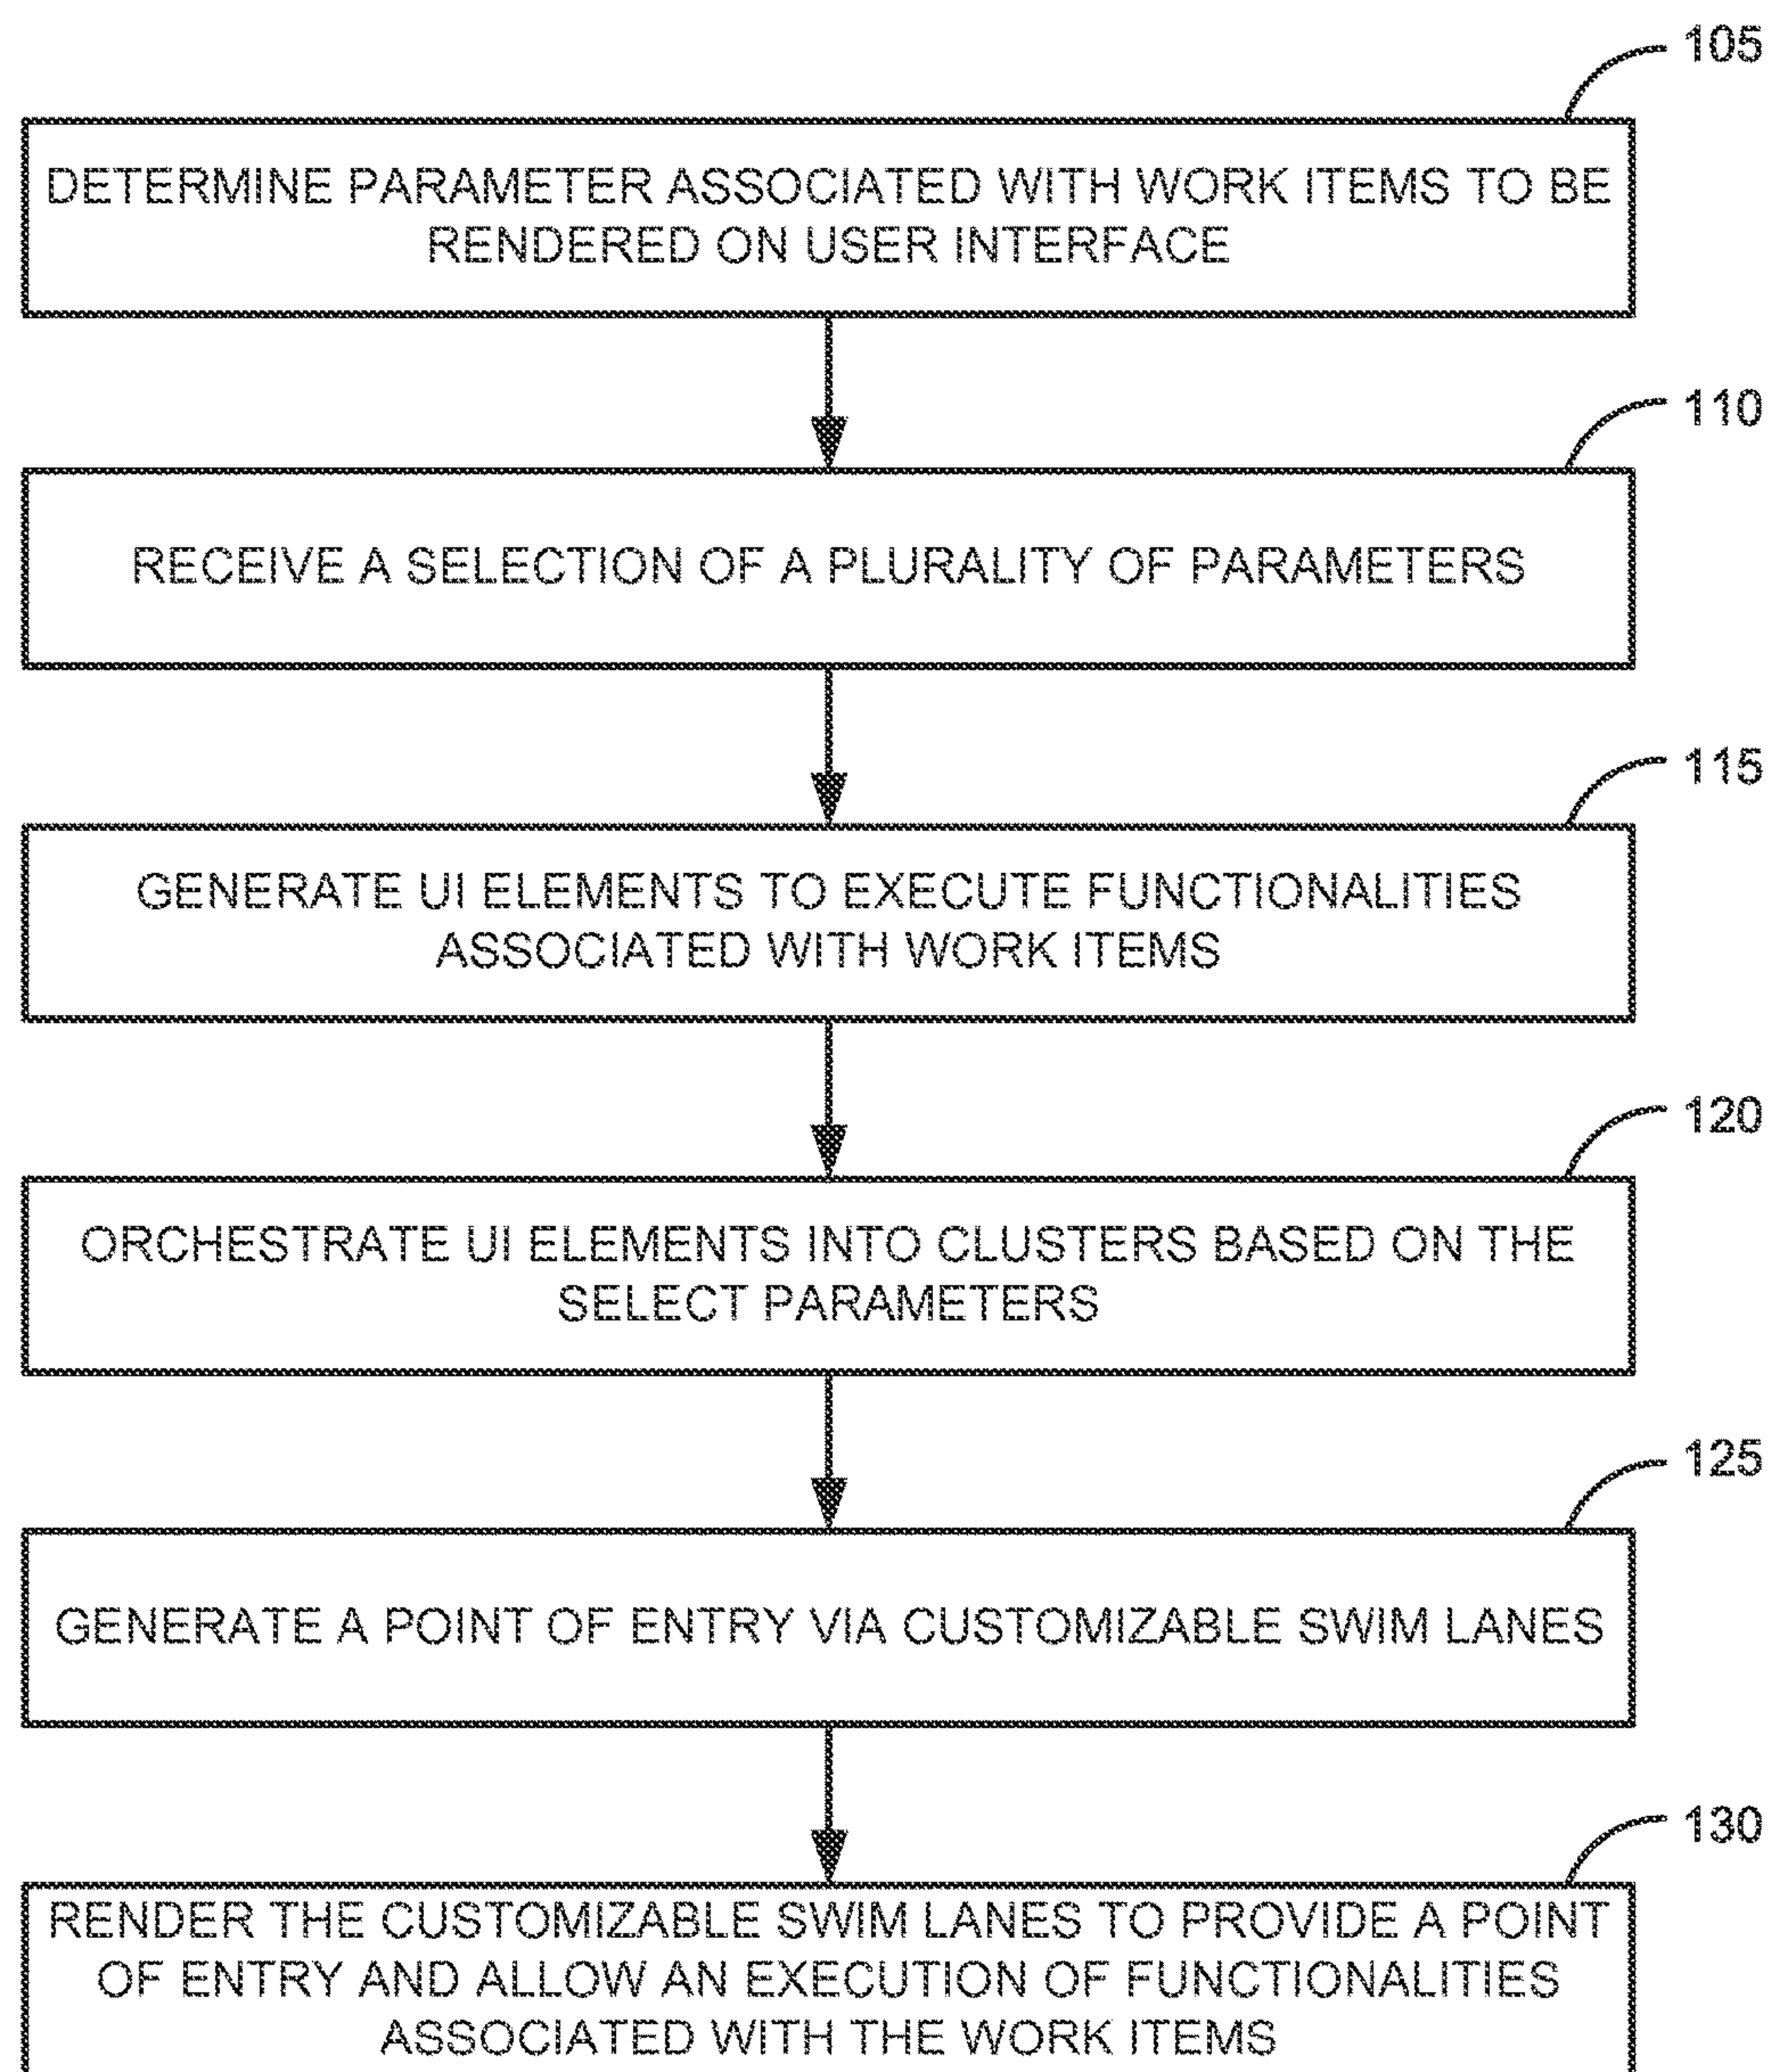 105
DETERMINE PARAMETER ASSOCIATED WITH WORK ITEMS TO BE
RENDERED ON USER INTERFACE
110
RECEIVE A SELECTION OF A PLURALITY OF PARAMETERS
115
GENERATE UI ELEMENTS TO EXECUTE FUNCTIONALITIES
ASSOCIATED WITH WORK ITEMS
120
ORCHESTRATE UI ELEMENTS INTO CLUSTERS BASED ON THE
SELECT PARAMETERS
125
GENERATE A POINT OF ENTRY VIA CUSTOMIZABLE SWIM LANES
130
RENDER THE CUSTOMIZABLE SWIM LANES TO PROVIDE A POINT
OF ENTRY AND ALLOW AN EXECUTION OF FUNCTIONALITIES
ASSOCIATED WITH THE WORK ITEMS